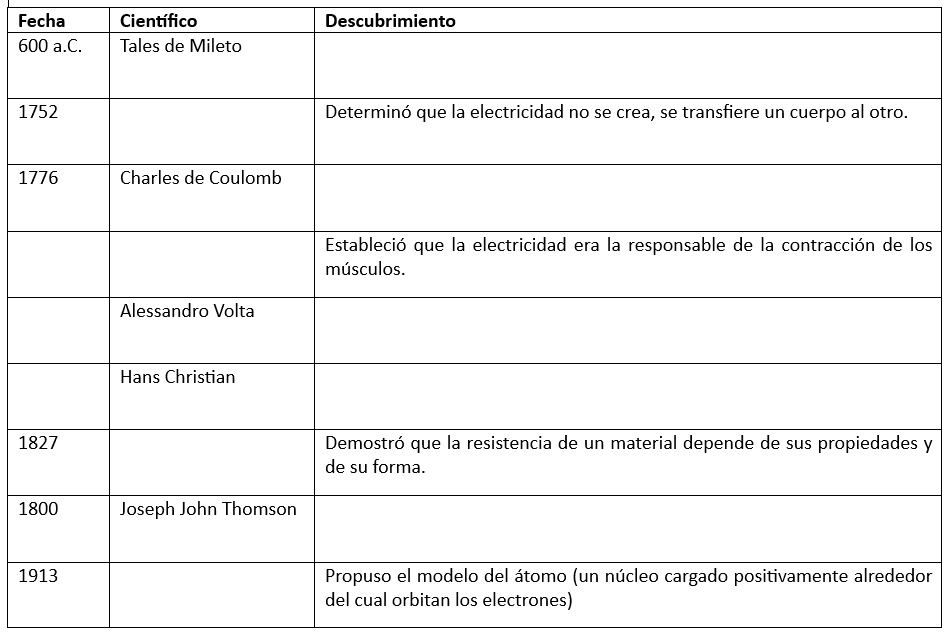 Fecha Científico Descubrimiento
600 a.C. Tales de Mileto
1752 Determinó que la electricidad no se crea, se transfiere un cuerpo al otro.
1776 Charles de Coulomb
Estableció que la electricidad era la responsable de la contracción de los
músculos.
Alessandro Volta
Hans Christian
1827 Demostró que la resistencia de un material depende de sus propiedades y
de su forma.
1800 Joseph John Thomson
1913 Propuso el modelo del átomo (un núcleo cargado positivamente alrededor
del cual orbitan los electrones)